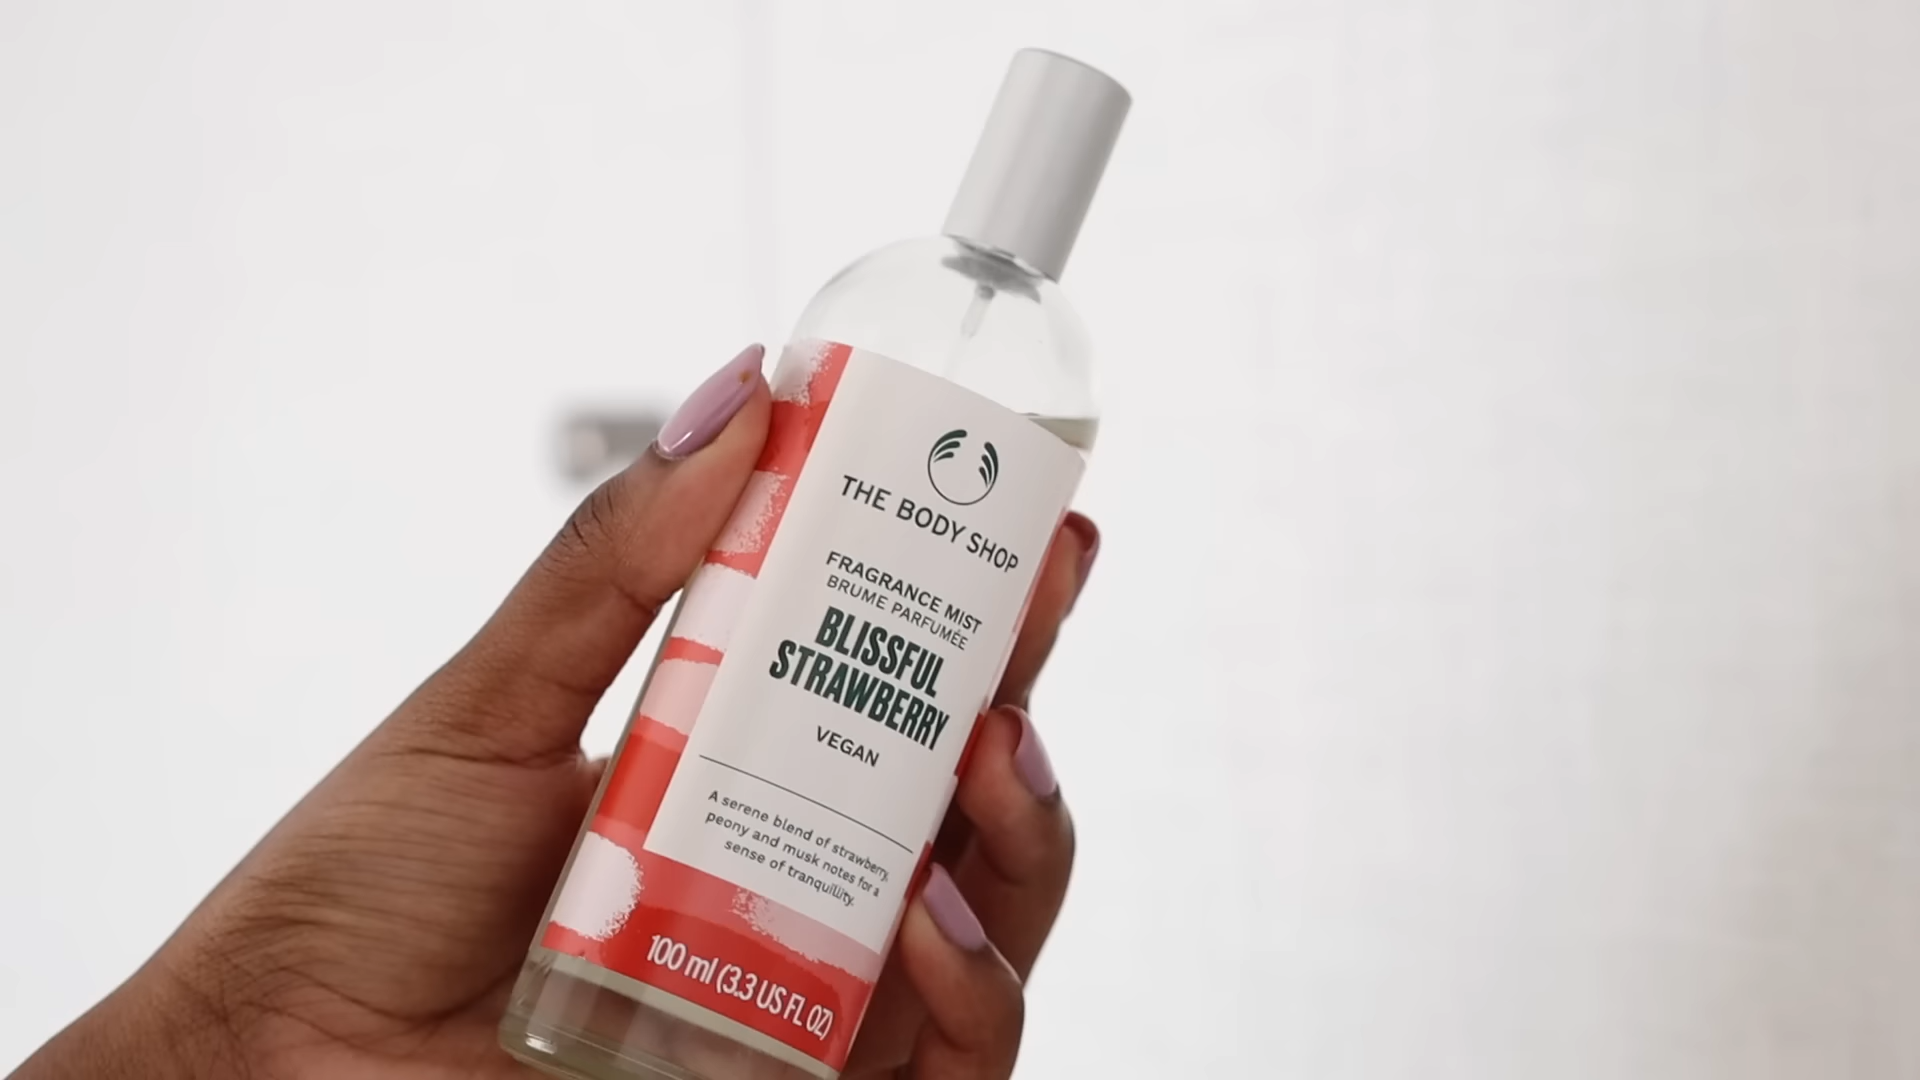 THE BODY SHOP
FRAGRANCE MIST
BRUME PARFUMÉE
BLISSFUL
STRAWBERRY
VEGAN
A serene blend of strawberry,
peony and musk notes for a
sense of tranquillity.
100 ml (3.3 US FL OZ)